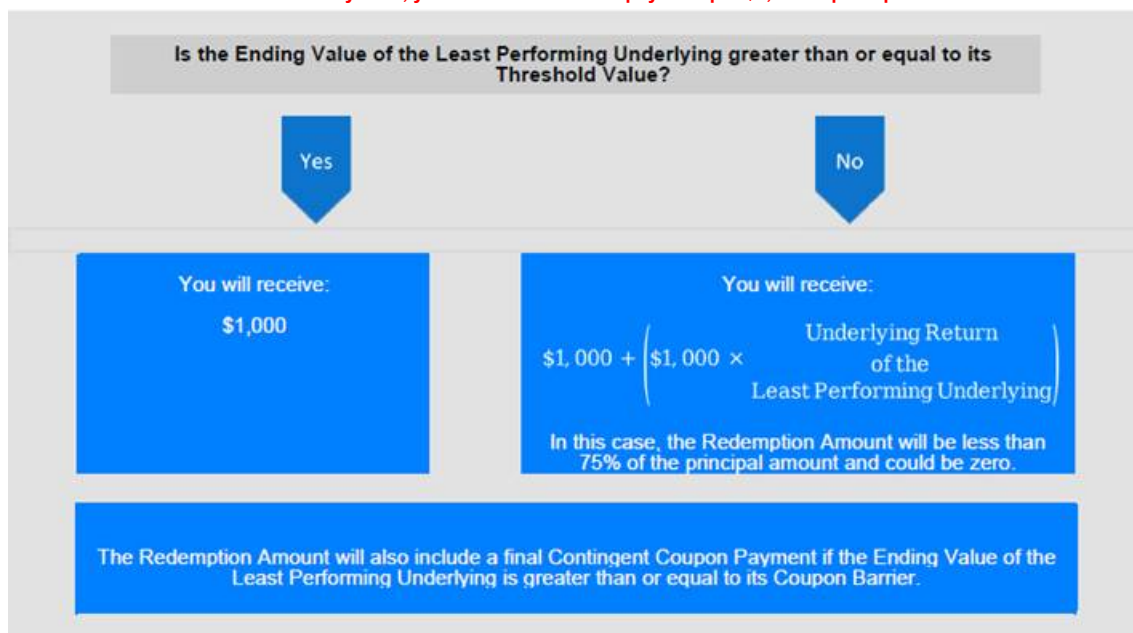 Is the Ending Value of the Least Performing Underlying greater than or equal to its
Threshold Value?
Yes
No
You will receive:
$1,000
You will receive:
$1, 000 + ($1, 000 × Underlying Return
of the
Least Performing Underlying)
In this case, the Redemption Amount will be less than
75% of the principal amount and could be zero.
The Redemption Amount will also include a final Contingent Coupon Payment if the Ending Value of the
Least Performing Underlying is greater than or equal to its Coupon Barrier.